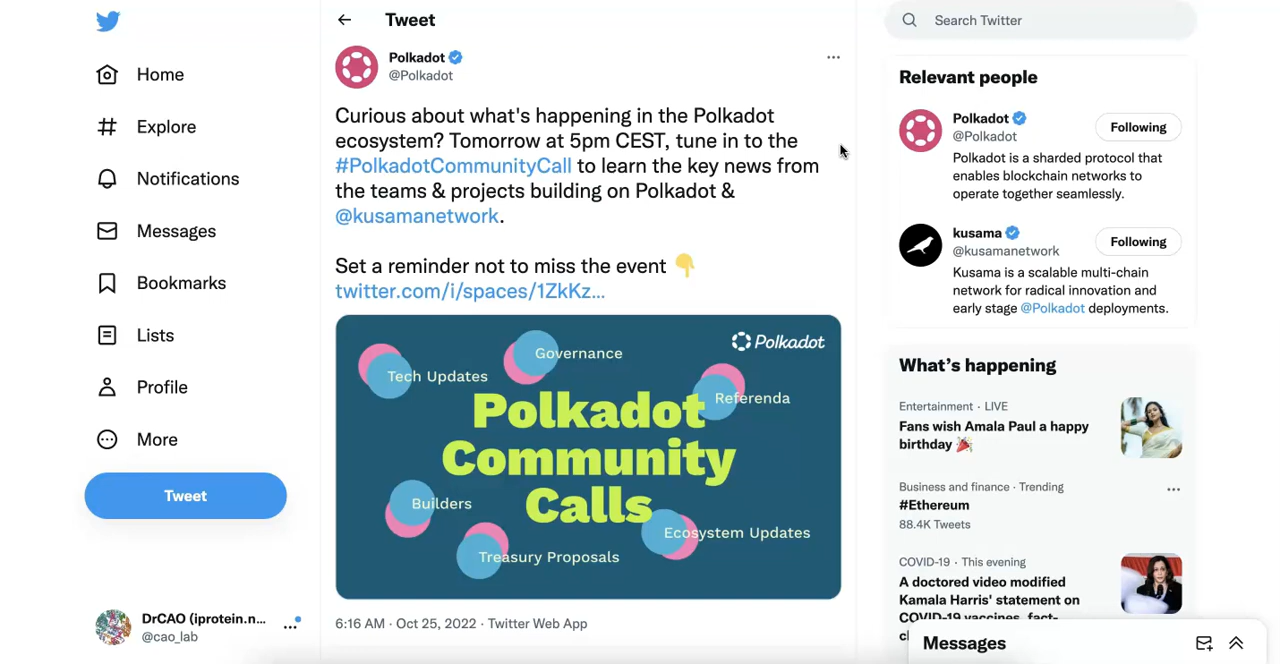 Home
Explore
Notifications
Messages
Bookmarks
Lists
Profile
More
Tweet
DrCAO (iprotein.n...
@cao_lab
Tweet
Polkadot
@Polkadot
Curious about what's happening in the Polkadot
ecosystem? Tomorrow at 5pm CEST, tune in to the
#PolkadotCommunityCall to learn the key news from
the teams & projects building on Polkadot &
@kusamanetwork.
Set a reminder not to miss the event 👇
twitter.com/i/spaces/1ZkKz...
Polkadot
Governance
Tech Updates
Referenda
Polkadot
Community
Calls
Builders
Ecosystem Updates
Treasury Proposals
6:16 AM · Oct 25, 2022 · Twitter Web App
Search Twitter
Relevant people
Polkadot
@Polkadot
Following
Polkadot is a sharded protocol that
enables blockchain networks to
operate together seamlessly.
kusama
@kusamanetwork
Following
Kusama is a scalable multi-chain
network for radical innovation and
early stage @Polkadot deployments.
What's happening
Entertainment · LIVE
Fans wish Amala Paul a happy
birthday 🎉
Business and finance · Trending
#Ethereum
88.4K Tweets
COVID-19 · This evening
A doctored video modified
Kamala Harris' statement on
COVID-19 vaccines, fact-
Messages